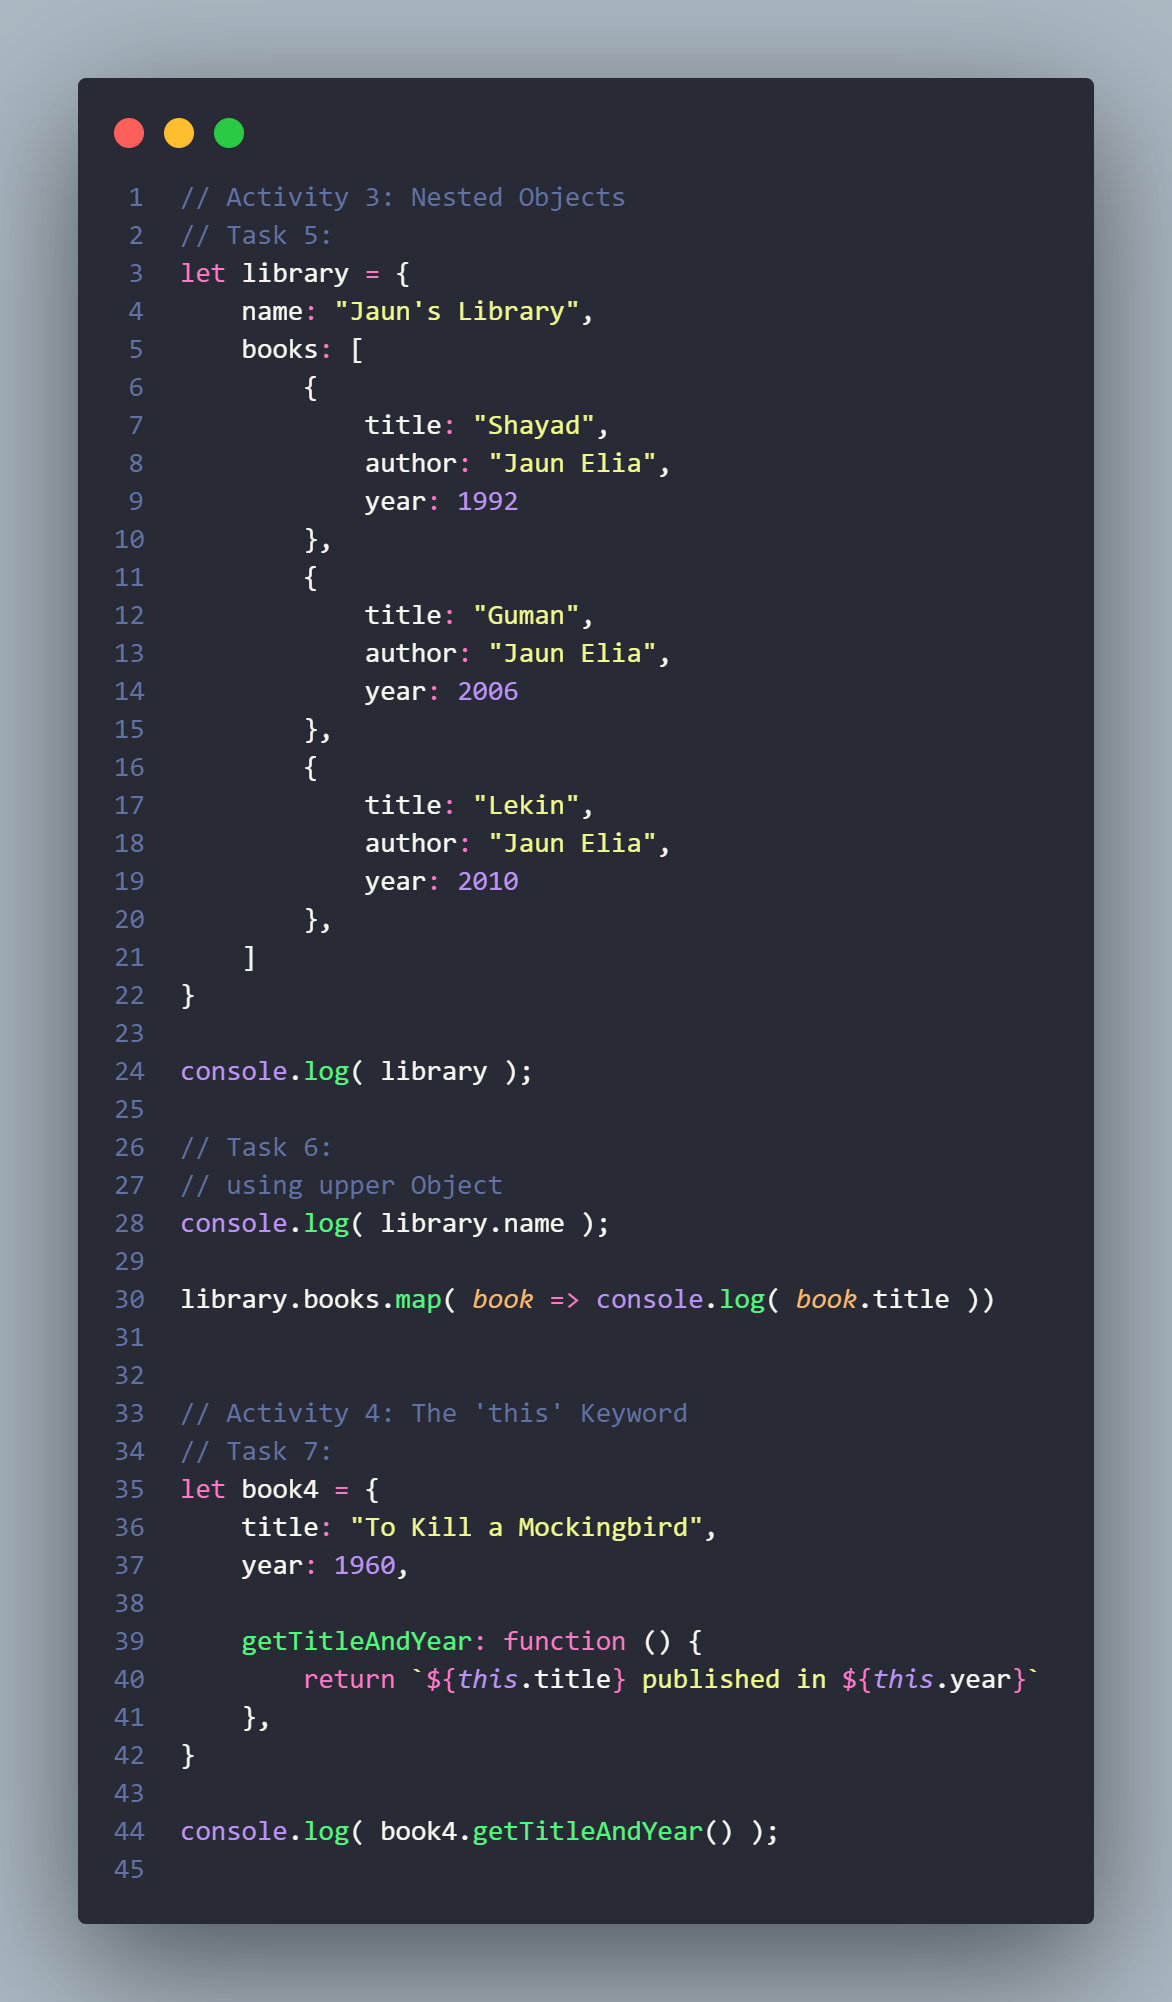 1 // Activity 3: Nested Objects
2 // Task 5:
3 let library = {
4     name: "Jaun's Library",
5     books: [
6         {
7             title: "Shayad",
8             author: "Jaun Elia",
9             year: 1992
10         },
11         {
12             title: "Guman",
13             author: "Jaun Elia",
14             year: 2006
15         },
16         {
17             title: "Lekin",
18             author: "Jaun Elia",
19             year: 2010
20         },
21     ]
22 }
23
24 console.log( library );
25
26 // Task 6:
27 // using upper Object
28 console.log( library.name );
29
30 library.books.map( book => console.log( book.title ))
31
32
33 // Activity 4: The 'this' Keyword
34 // Task 7:
35 let book4 = {
36     title: "To Kill a Mockingbird",
37     year: 1960,
38
39     getTitleAndYear: function () {
40         return `${this.title} published in ${this.year}`
41     },
42 }
43
44 console.log( book4.getTitleAndYear() );
45